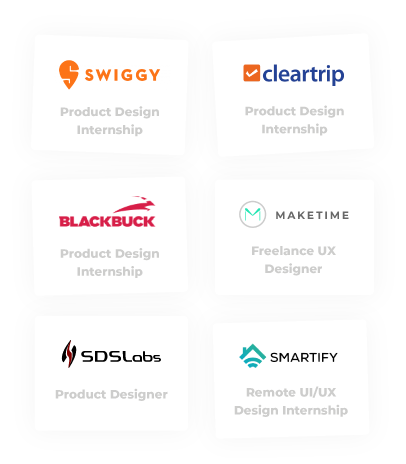 SWIGGY
Product Design
Internship
cleartrip
Product Design
Internship
BLACKBUCK
Product Design
Internship
MAKETIME
Freelance UX
Designer
SDSLabs
Product Designer
SMARTIFY
Remote UI/UX
Design Internship